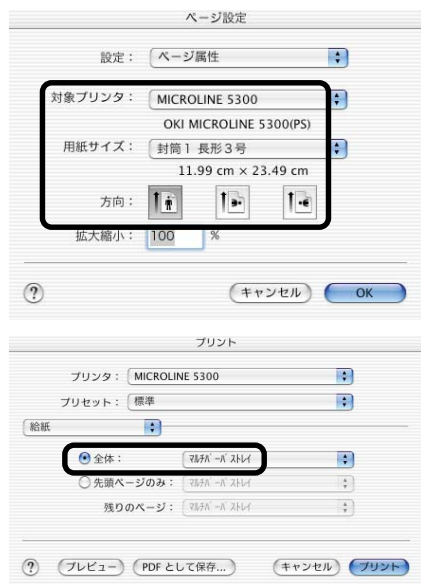 ページ設定
設定： ページ属性
対象プリンタ： MICROLINE 5300
OKI MICROLINE 5300(PS)
用紙サイズ： 封筒1 長形3号
11.99 cm × 23.49 cm
方向：
拡大縮小： 100 %
? キャンセル OK
プリント
プリンタ： MICROLINE 5300
プリセット： 標準
給紙
全体： ﾏﾙﾁﾊﾟｰﾊﾟｽﾄﾚｲ
先頭ページのみ： ﾏﾙﾁﾊﾟｰﾊﾟｽﾄﾚｲ
残りのページ： ﾏﾙﾁﾊﾟｰﾊﾟｽﾄﾚｲ
? プレビュー PDF として保存... キャンセル プリント